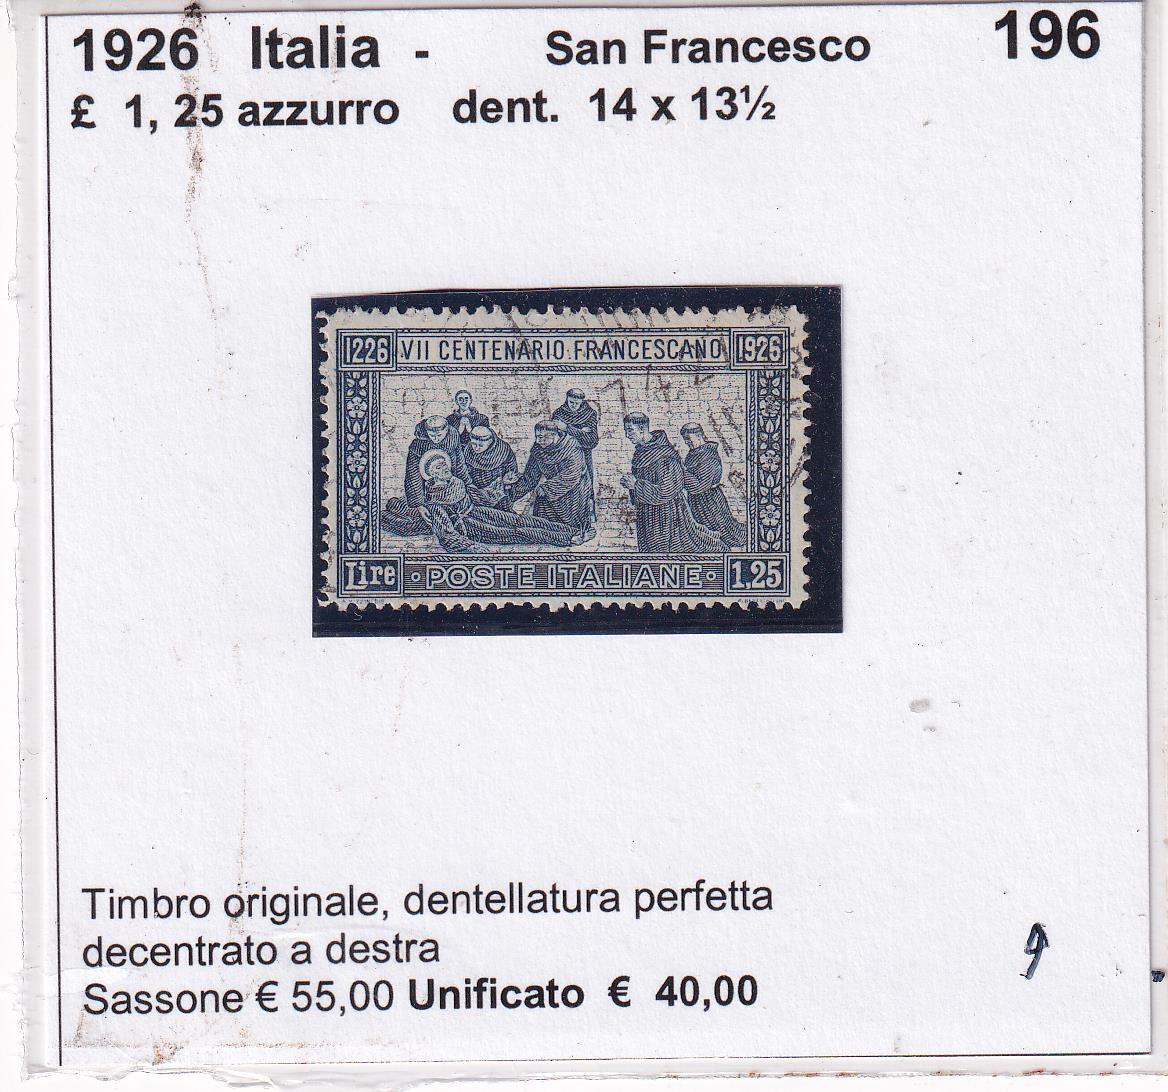 1926 Italia - San Francesco 196
£ 1, 25 azzurro dent. 14 x 13½
1226 VII CENTENARIO FRANCESCANO 1926
Lire POSTE ITALIANE 1,25
Timbro originale, dentellatura perfetta
decentrato a destra
Sassone € 55,00 Unificato € 40,00